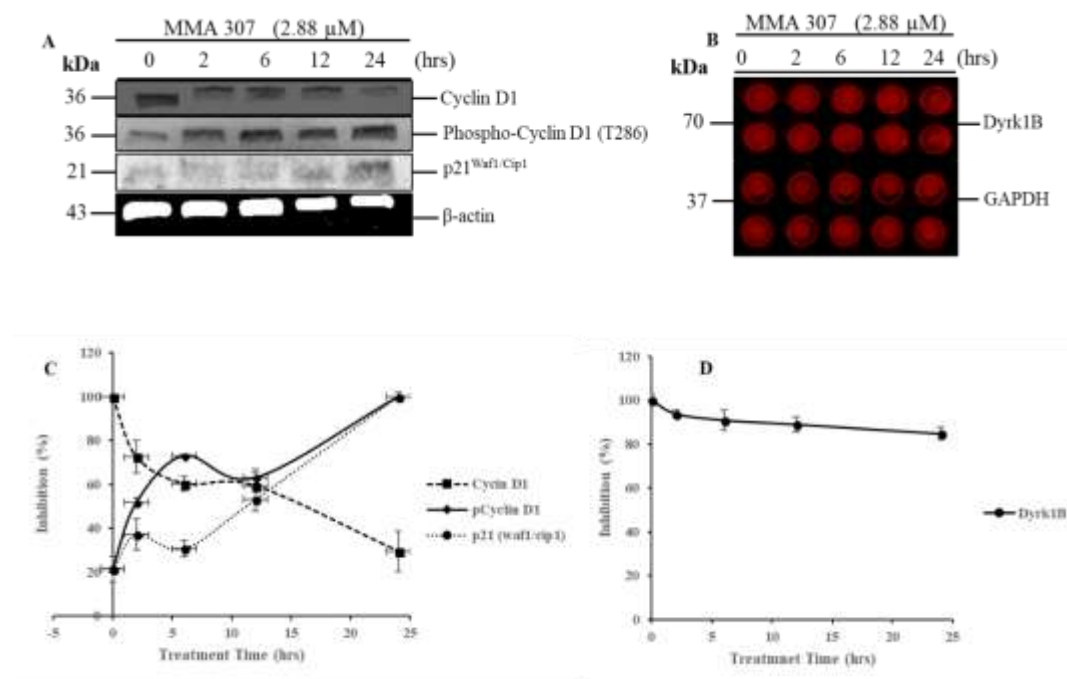 A
MMA 307 (2.88 µM)
kDa 0 2 6 12 24 (hrs)
36 Cyclin D1
36 Phospho-Cyclin D1 (T286)
21 p21Waf1/Cip1
43 β-actin
B
MMA 307 (2.88 µM)
kDa 0 2 6 12 24 (hrs)
70 Dyrk1B
37 GAPDH
C
Inhibition (%)
120
100
80
60
40
20
0
-5 0 5 10 15 20 25
Treatment Time (hrs)
Cycin D1
pCyclin D1
p21 (waf1/cip1)
D
Inhibition (%)
120
100
80
60
40
20
0
0 5 10 15 20 25
Treatmnet Time (hrs)
Dyrk1B